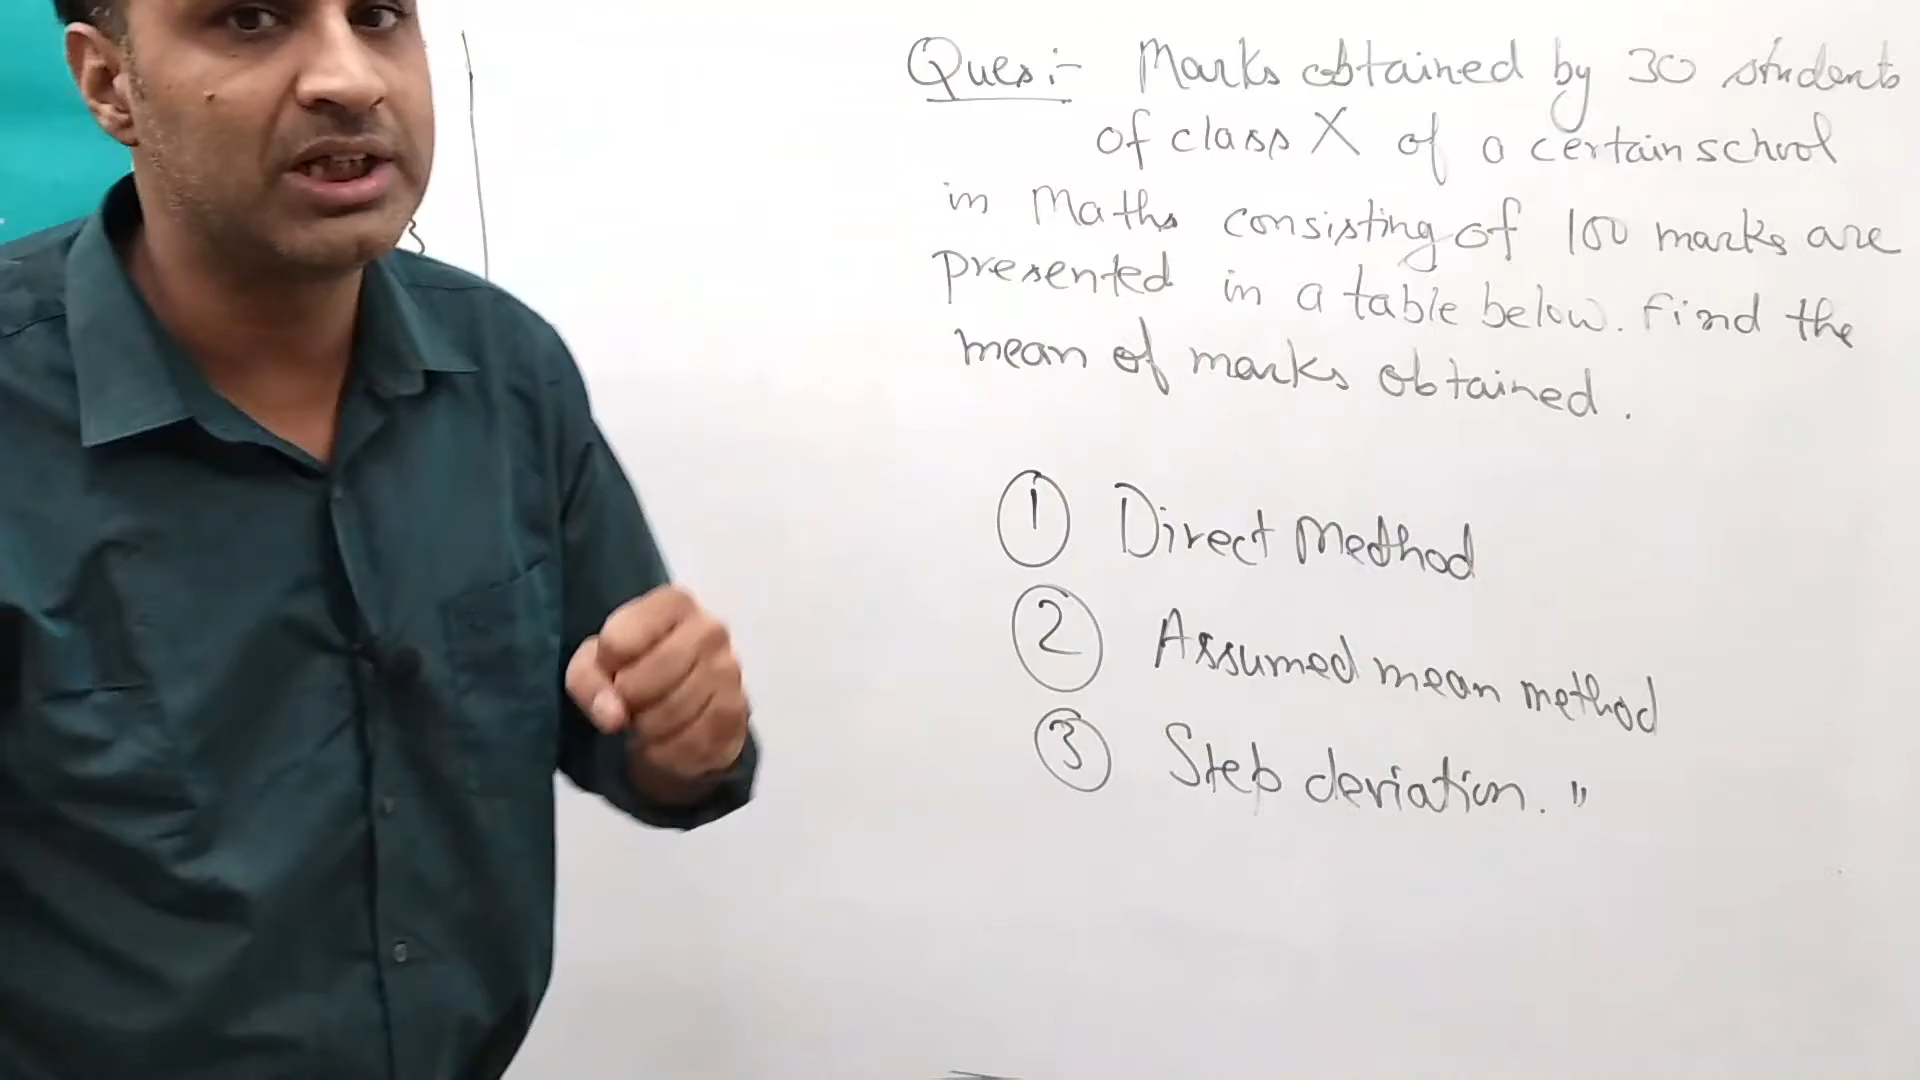 Ques:- Marks obtained by 30 students
of class X of a certain school
in Maths consisting of 100 marks are
presented in a table below. Find the
mean of marks obtained.
① Direct Method
② Assumed mean method
③ Step deviation. "
3